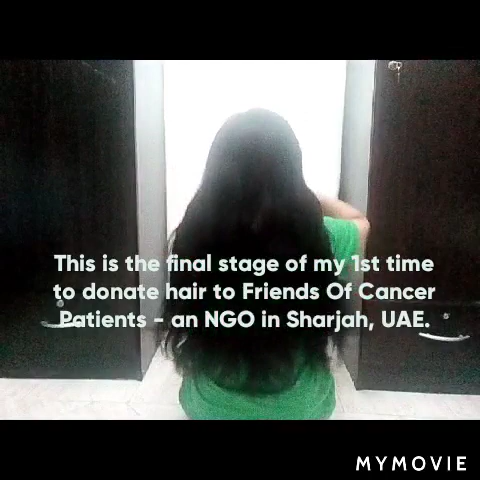 This is the final stage of my 1st time
to donate hair to Friends Of Cancer
Patients - an NGO in Sharjah, UAE.
MYMOVIE